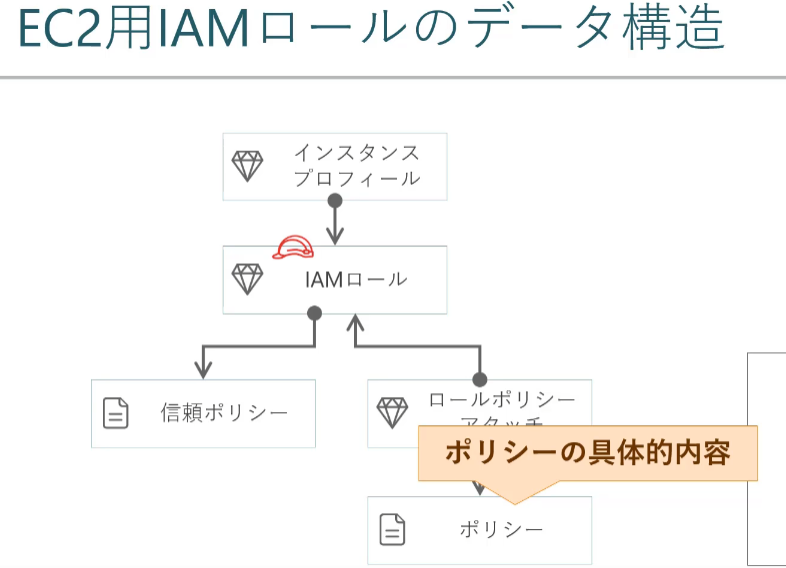 EC2用IAMロールのデータ構造
インスタンス
プロフィール
IAMロール
信頼ポリシー
ロールポリシー
アタッチ
ポリシーの具体的内容
ポリシー